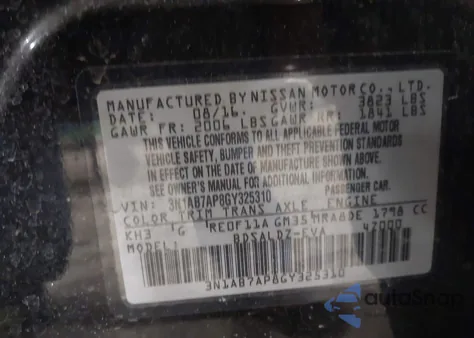 MANUFACTURED BY NISSAN MOTOR CO., LTD.
DATE: 08/16. GVWR: 3823 LBS
GAWR FR: 2006 LBS GAWR RR: 1841 LBS
THIS VEHICLE CONFORMS TO ALL APPLICABLE FEDERAL MOTOR
VEHICLE SAFETY, BUMPER AND THEFT PREVENTION STANDARDS
IN EFFECT ON THE DATE OF MANUFACTURE SHOWN ABOVE.
SEE OWNER'S MANUAL FOR ADDITIONAL INFORMATION.
VIN: 3N1AB7AP8GY325310 PASSENGER CAR.
COLOR TRIM TRANS AXLE ENGINE
KH3 G RE0F11A GM35 MRA8DE 1798 CC
MODEL: BDSALDZ-EVA 42000
3N1AB7AP8GY325310
autoSnap